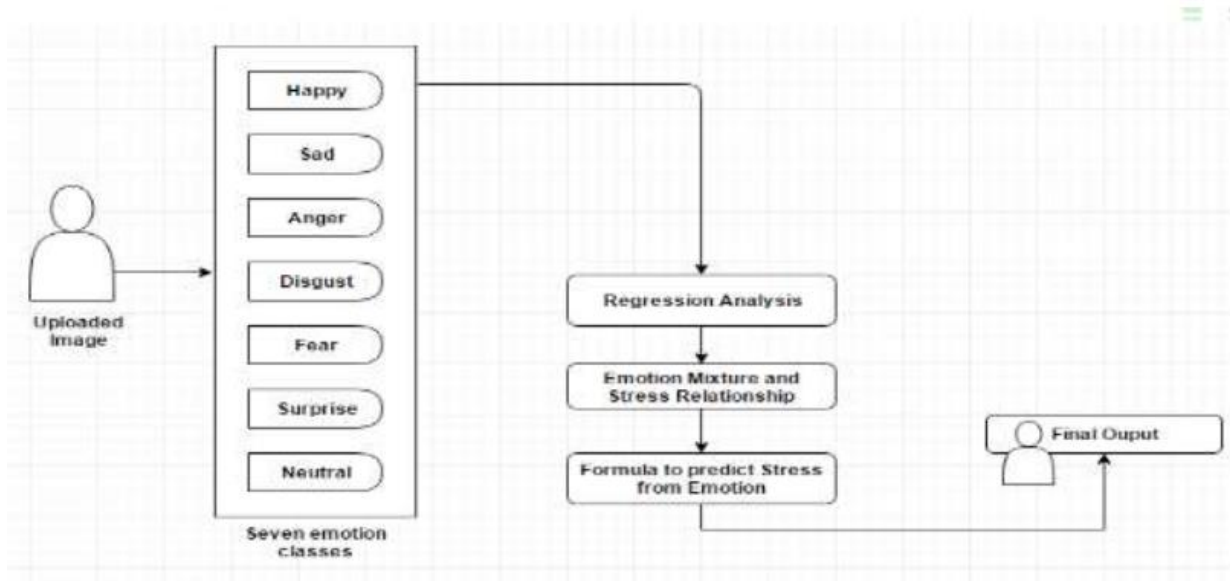 Happy
Sad
Anger
Disgust
Fear
Surprise
Neutral
Uploaded
Image
Seven emotion
classes
Regression Analysis
Emotion Mixture and
Stress Relationship
Formula to predict Stress
from Emotion
Final Ouput